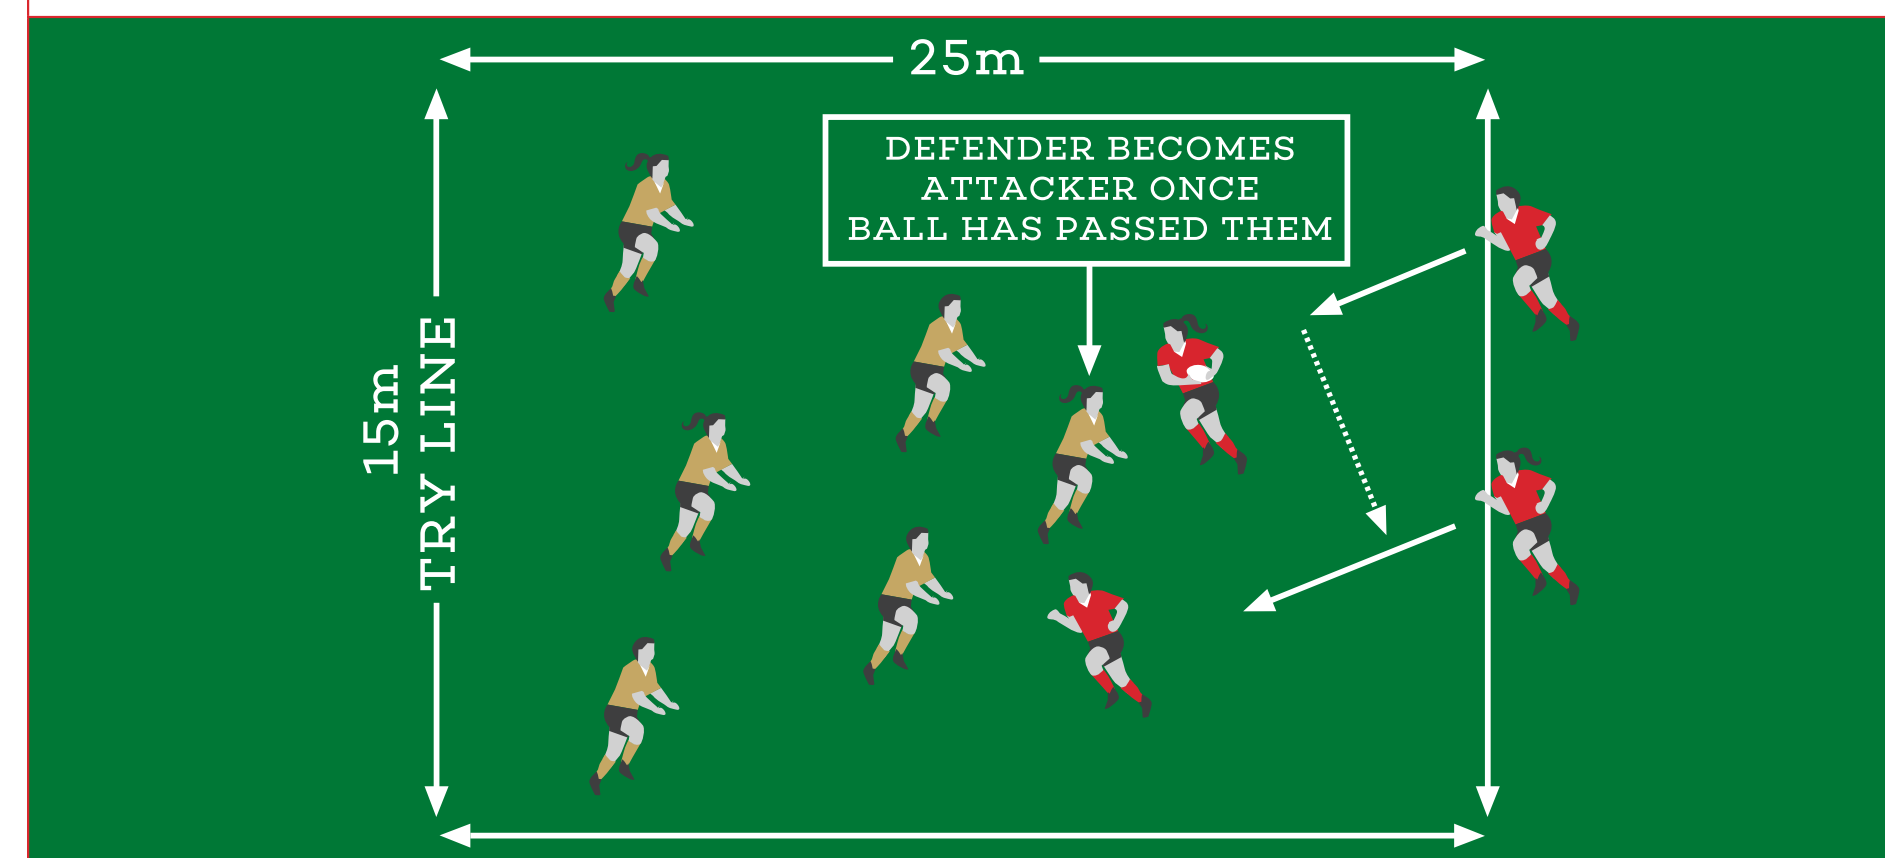 25m
DEFENDER BECOMES
ATTACKER ONCE
BALL HAS PASSED THEM
15m
TRY LINE